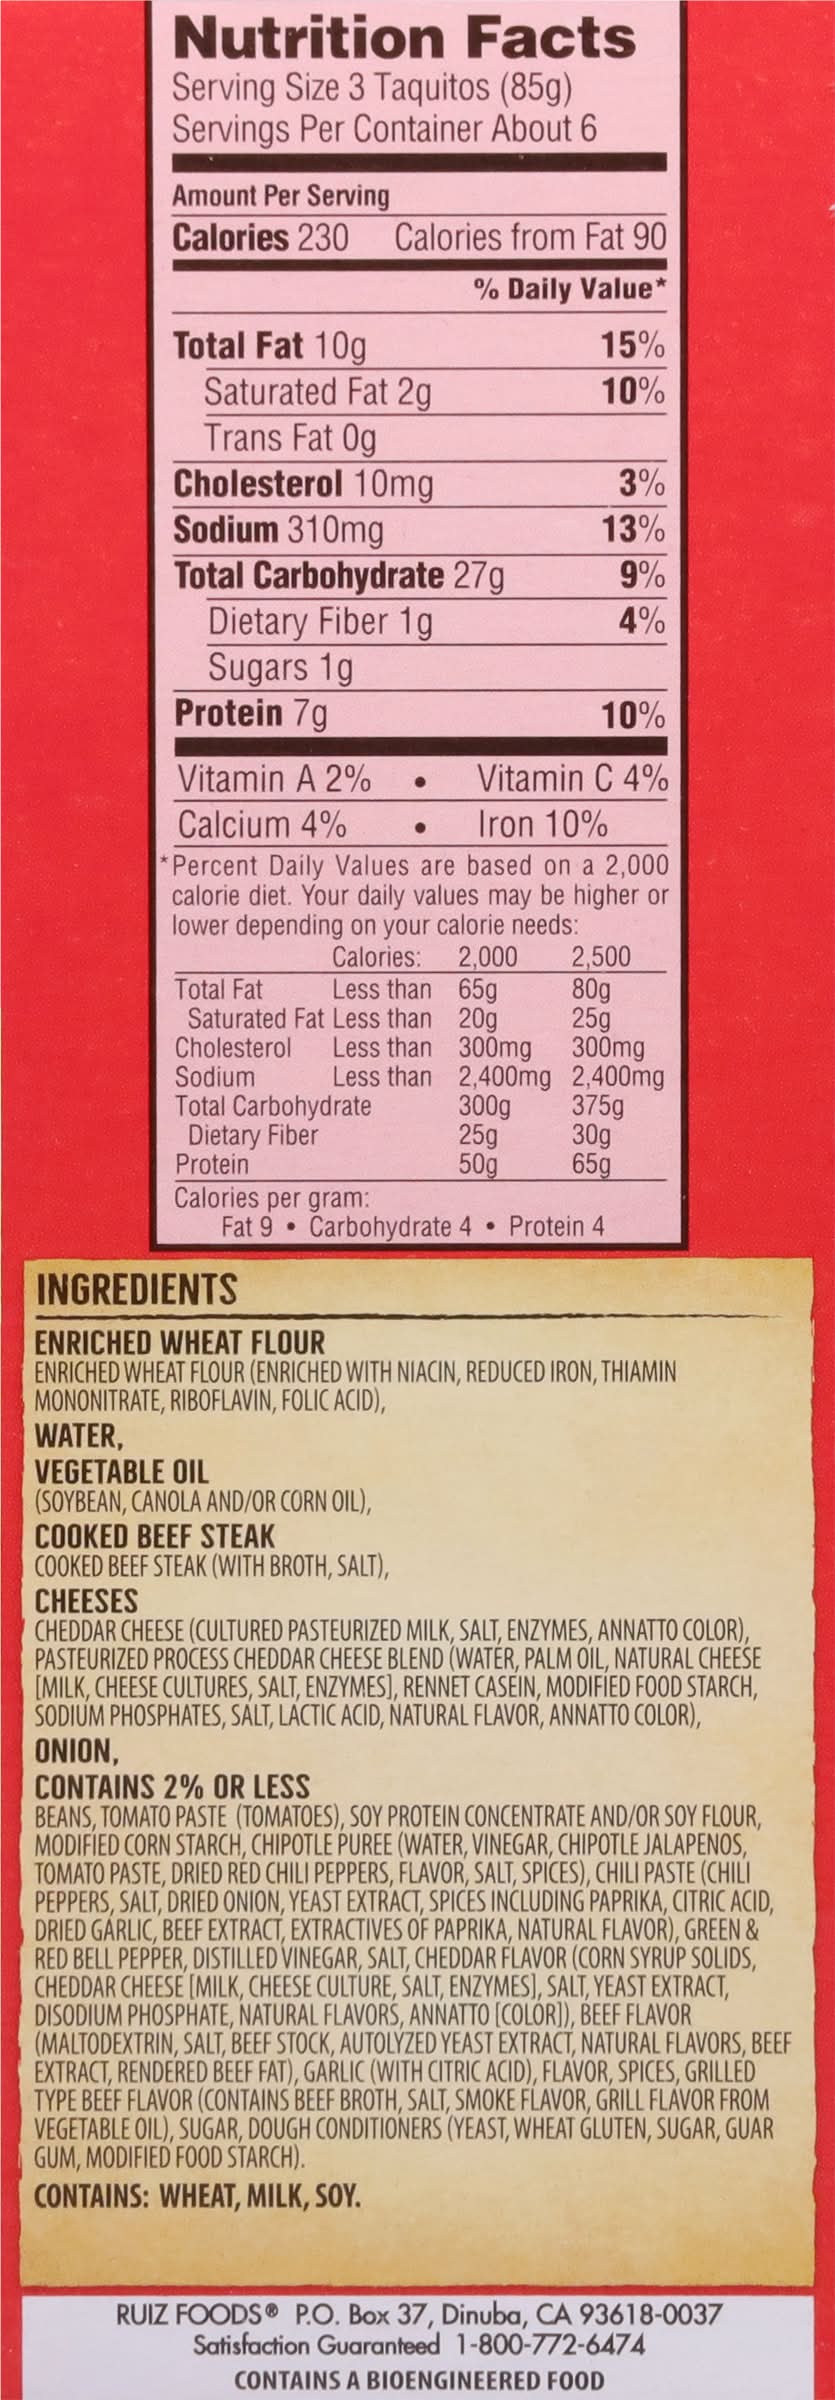 Nutrition Facts
Serving Size 3 Taquitos (85g)
Servings Per Container About 6
Amount Per Serving
Calories 230 Calories from Fat 90
% Daily Value*
Total Fat 10g 15%
Saturated Fat 2g 10%
Trans Fat 0g
Cholesterol 10mg 3%
Sodium 310mg 13%
Total Carbohydrate 27g 9%
Dietary Fiber 1g 4%
Sugars 1g
Protein 7g 10%
Vitamin A 2% • Vitamin C 4%
Calcium 4% • Iron 10%
*Percent Daily Values are based on a 2,000
calorie diet. Your daily values may be higher or
lower depending on your calorie needs:
Calories: 2,000 2,500
Total Fat Less than 65g 80g
Saturated Fat Less than 20g 25g
Cholesterol Less than 300mg 300mg
Sodium Less than 2,400mg 2,400mg
Total Carbohydrate 300g 375g
Dietary Fiber 25g 30g
Protein 50g 65g
Calories per gram:
Fat 9 • Carbohydrate 4 • Protein 4
INGREDIENTS
ENRICHED WHEAT FLOUR
ENRICHED WHEAT FLOUR (ENRICHED WITH NIACIN, REDUCED IRON, THIAMIN
MONONITRATE, RIBOFLAVIN, FOLIC ACID),
WATER,
VEGETABLE OIL
(SOYBEAN, CANOLA AND/OR CORN OIL),
COOKED BEEF STEAK
COOKED BEEF STEAK (WITH BROTH, SALT),
CHEESES
CHEDDAR CHEESE (CULTURED PASTEURIZED MILK, SALT, ENZYMES, ANNATTO COLOR),
PASTEURIZED PROCESS CHEDDAR CHEESE BLEND (WATER, PALM OIL, NATURAL CHEESE
[MILK, CHEESE CULTURES, SALT, ENZYMES], RENNET CASEIN, MODIFIED FOOD STARCH,
SODIUM PHOSPHATES, SALT, LACTIC ACID, NATURAL FLAVOR, ANNATTO COLOR),
ONION,
CONTAINS 2% OR LESS
BEANS, TOMATO PASTE (TOMATOES), SOY PROTEIN CONCENTRATE AND/OR SOY FLOUR,
MODIFIED CORN STARCH, CHIPOTLE PUREE (WATER, VINEGAR, CHIPOTLE JALAPENOS,
TOMATO PASTE, DRIED RED CHILI PEPPERS, FLAVOR, SALT, SPICES), CHILI PASTE (CHILI
PEPPERS, SALT, DRIED ONION, YEAST EXTRACT, SPICES INCLUDING PAPRIKA, CITRIC ACID,
DRIED GARLIC, BEEF EXTRACT, EXTRACTIVES OF PAPRIKA, NATURAL FLAVOR), GREEN &
RED BELL PEPPER, DISTILLED VINEGAR, SALT, CHEDDAR FLAVOR (CORN SYRUP SOLIDS,
CHEDDAR CHEESE [MILK, CHEESE CULTURE, SALT, ENZYMES], SALT, YEAST EXTRACT,
DISODIUM PHOSPHATE, NATURAL FLAVORS, ANNATTO [COLOR]), BEEF FLAVOR
(MALTODEXTRIN, SALT, BEEF STOCK, AUTOLYZED YEAST EXTRACT, NATURAL FLAVORS, BEEF
EXTRACT, RENDERED BEEF FAT), GARLIC (WITH CITRIC ACID), FLAVOR, SPICES, GRILLED
TYPE BEEF FLAVOR (CONTAINS BEEF BROTH, SALT, SMOKE FLAVOR, GRILL FLAVOR FROM
VEGETABLE OIL), SUGAR, DOUGH CONDITIONERS (YEAST, WHEAT GLUTEN, SUGAR, GUAR
GUM, MODIFIED FOOD STARCH).
CONTAINS: WHEAT, MILK, SOY.
RUIZ FOODS® P.O. Box 37, Dinuba, CA 93618-0037
Satisfaction Guaranteed 1-800-772-6474
CONTAINS A BIOENGINEERED FOOD